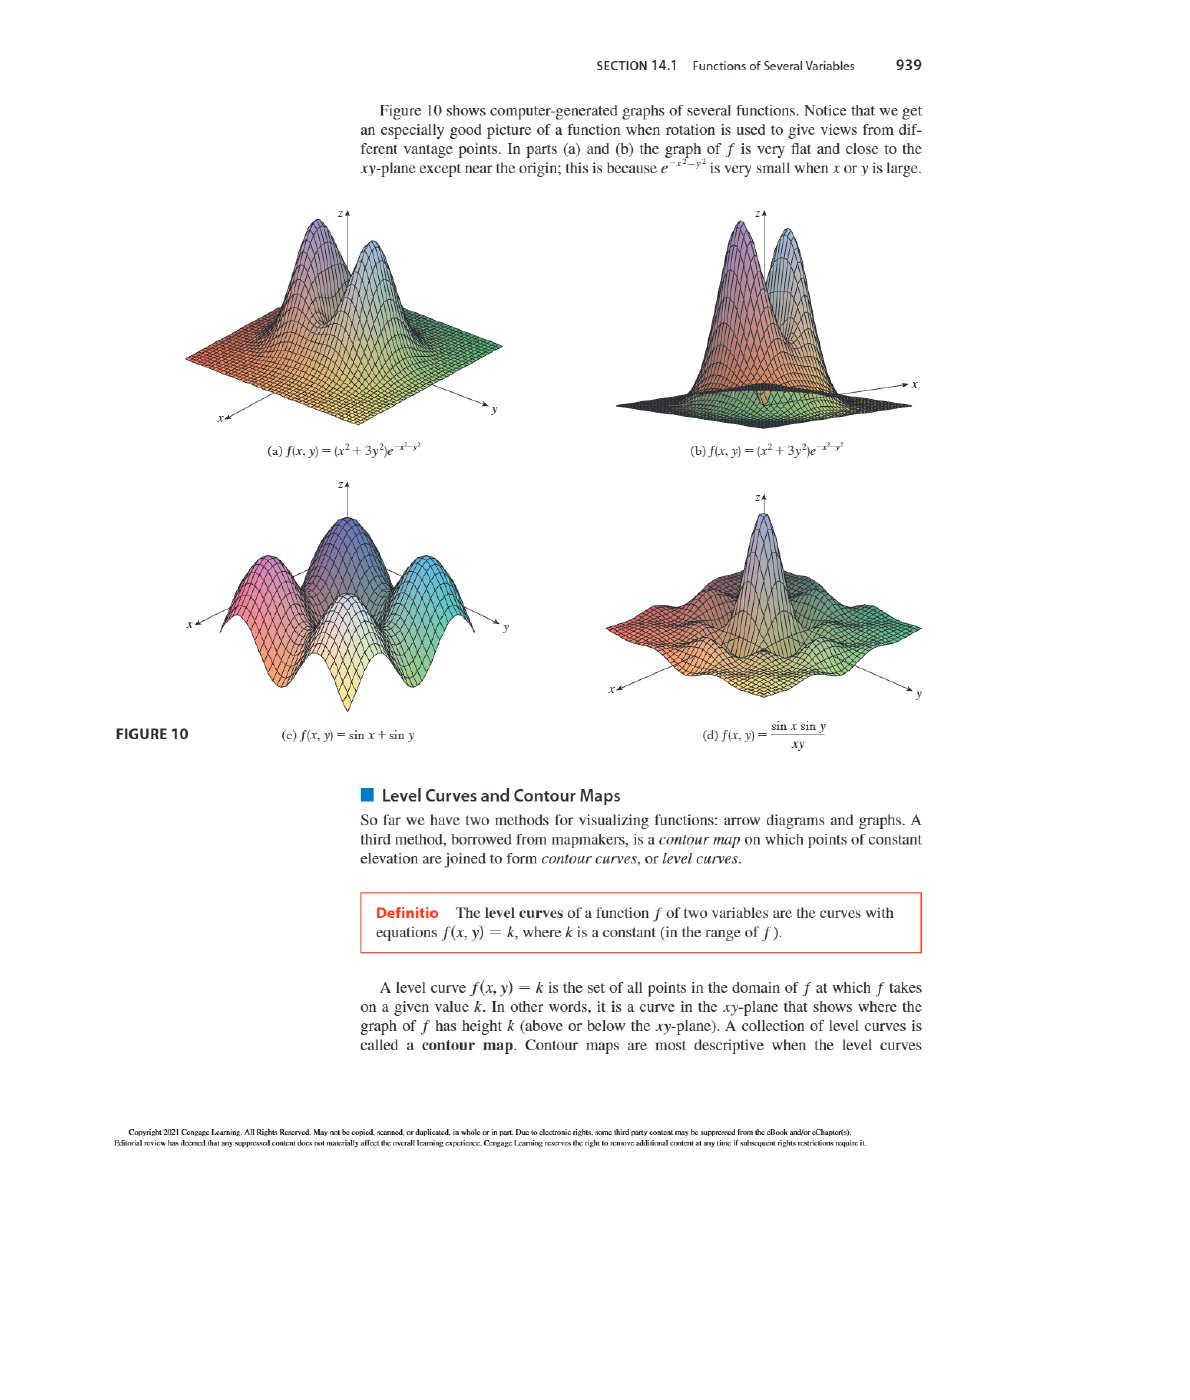 SECTION 14.1 Functions of Several Variables 939
Figure 10 shows computer-generated graphs of several functions. Notice that we get
an especially good picture of a function when rotation is used to give views from dif-
ferent vantage points. In parts (a) and (b) the graph of f is very flat and close to the
xy-plane except near the origin; this is because e^{-x²-y²} is very small when x or y is large.
z
x
y
(a) f(x, y) = (x² + 3y²)e^{-x²-y²}
z
x
(b) f(x, y) = (x² + 3y²)e^{-x²-y²}
z
x
y
(c) f(x, y) = sin x + sin y
z
x
y
(d) f(x, y) = \frac{sin x sin y}{xy}
FIGURE 10
Level Curves and Contour Maps
So far we have two methods for visualizing functions: arrow diagrams and graphs. A
third method, borrowed from mapmakers, is a contour map on which points of constant
elevation are joined to form contour curves, or level curves.
Definitio The level curves of a function f of two variables are the curves with
equations f(x, y) = k, where k is a constant (in the range of f).
A level curve f(x, y) = k is the set of all points in the domain of f at which f takes
on a given value k. In other words, it is a curve in the xy-plane that shows where the
graph of f has height k (above or below the xy-plane). A collection of level curves is
called a contour map. Contour maps are most descriptive when the level curves
Copyright 2021 Cengage Learning. All Rights Reserved. May not be copied, scanned, or duplicated, in whole or in part. Due to electronic rights, some third party content may be suppressed from the eBook and/or eChapter(s).
Editorial review has deemed that any suppressed content does not materially affect the overall learning experience. Cengage Learning reserves the right to remove additional content at any time if subsequent rights restrictions require it.